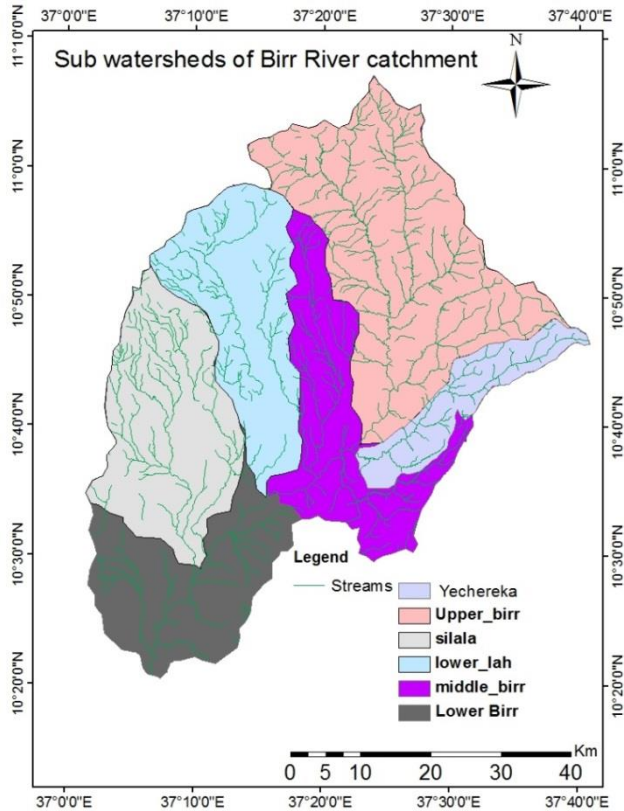 37°0'0"E 37°10'0"E 37°20'0"E 37°30'0"E 37°40'0"E
Sub watersheds of Birr River catchment
N
11°10'0"N 11°10'0"N
11°0'0"N 11°0'0"N
10°50'0"N 10°50'0"N
10°40'0"N 10°40'0"N
10°30'0"N 10°30'0"N
10°20'0"N 10°20'0"N
Legend
Streams
Yechereka
Upper_birr
silala
lower_lah
middle_birr
Lower Birr
Km
0 5 10 20 30 40
37°0'0"E 37°10'0"E 37°20'0"E 37°30'0"E 37°40'0"E